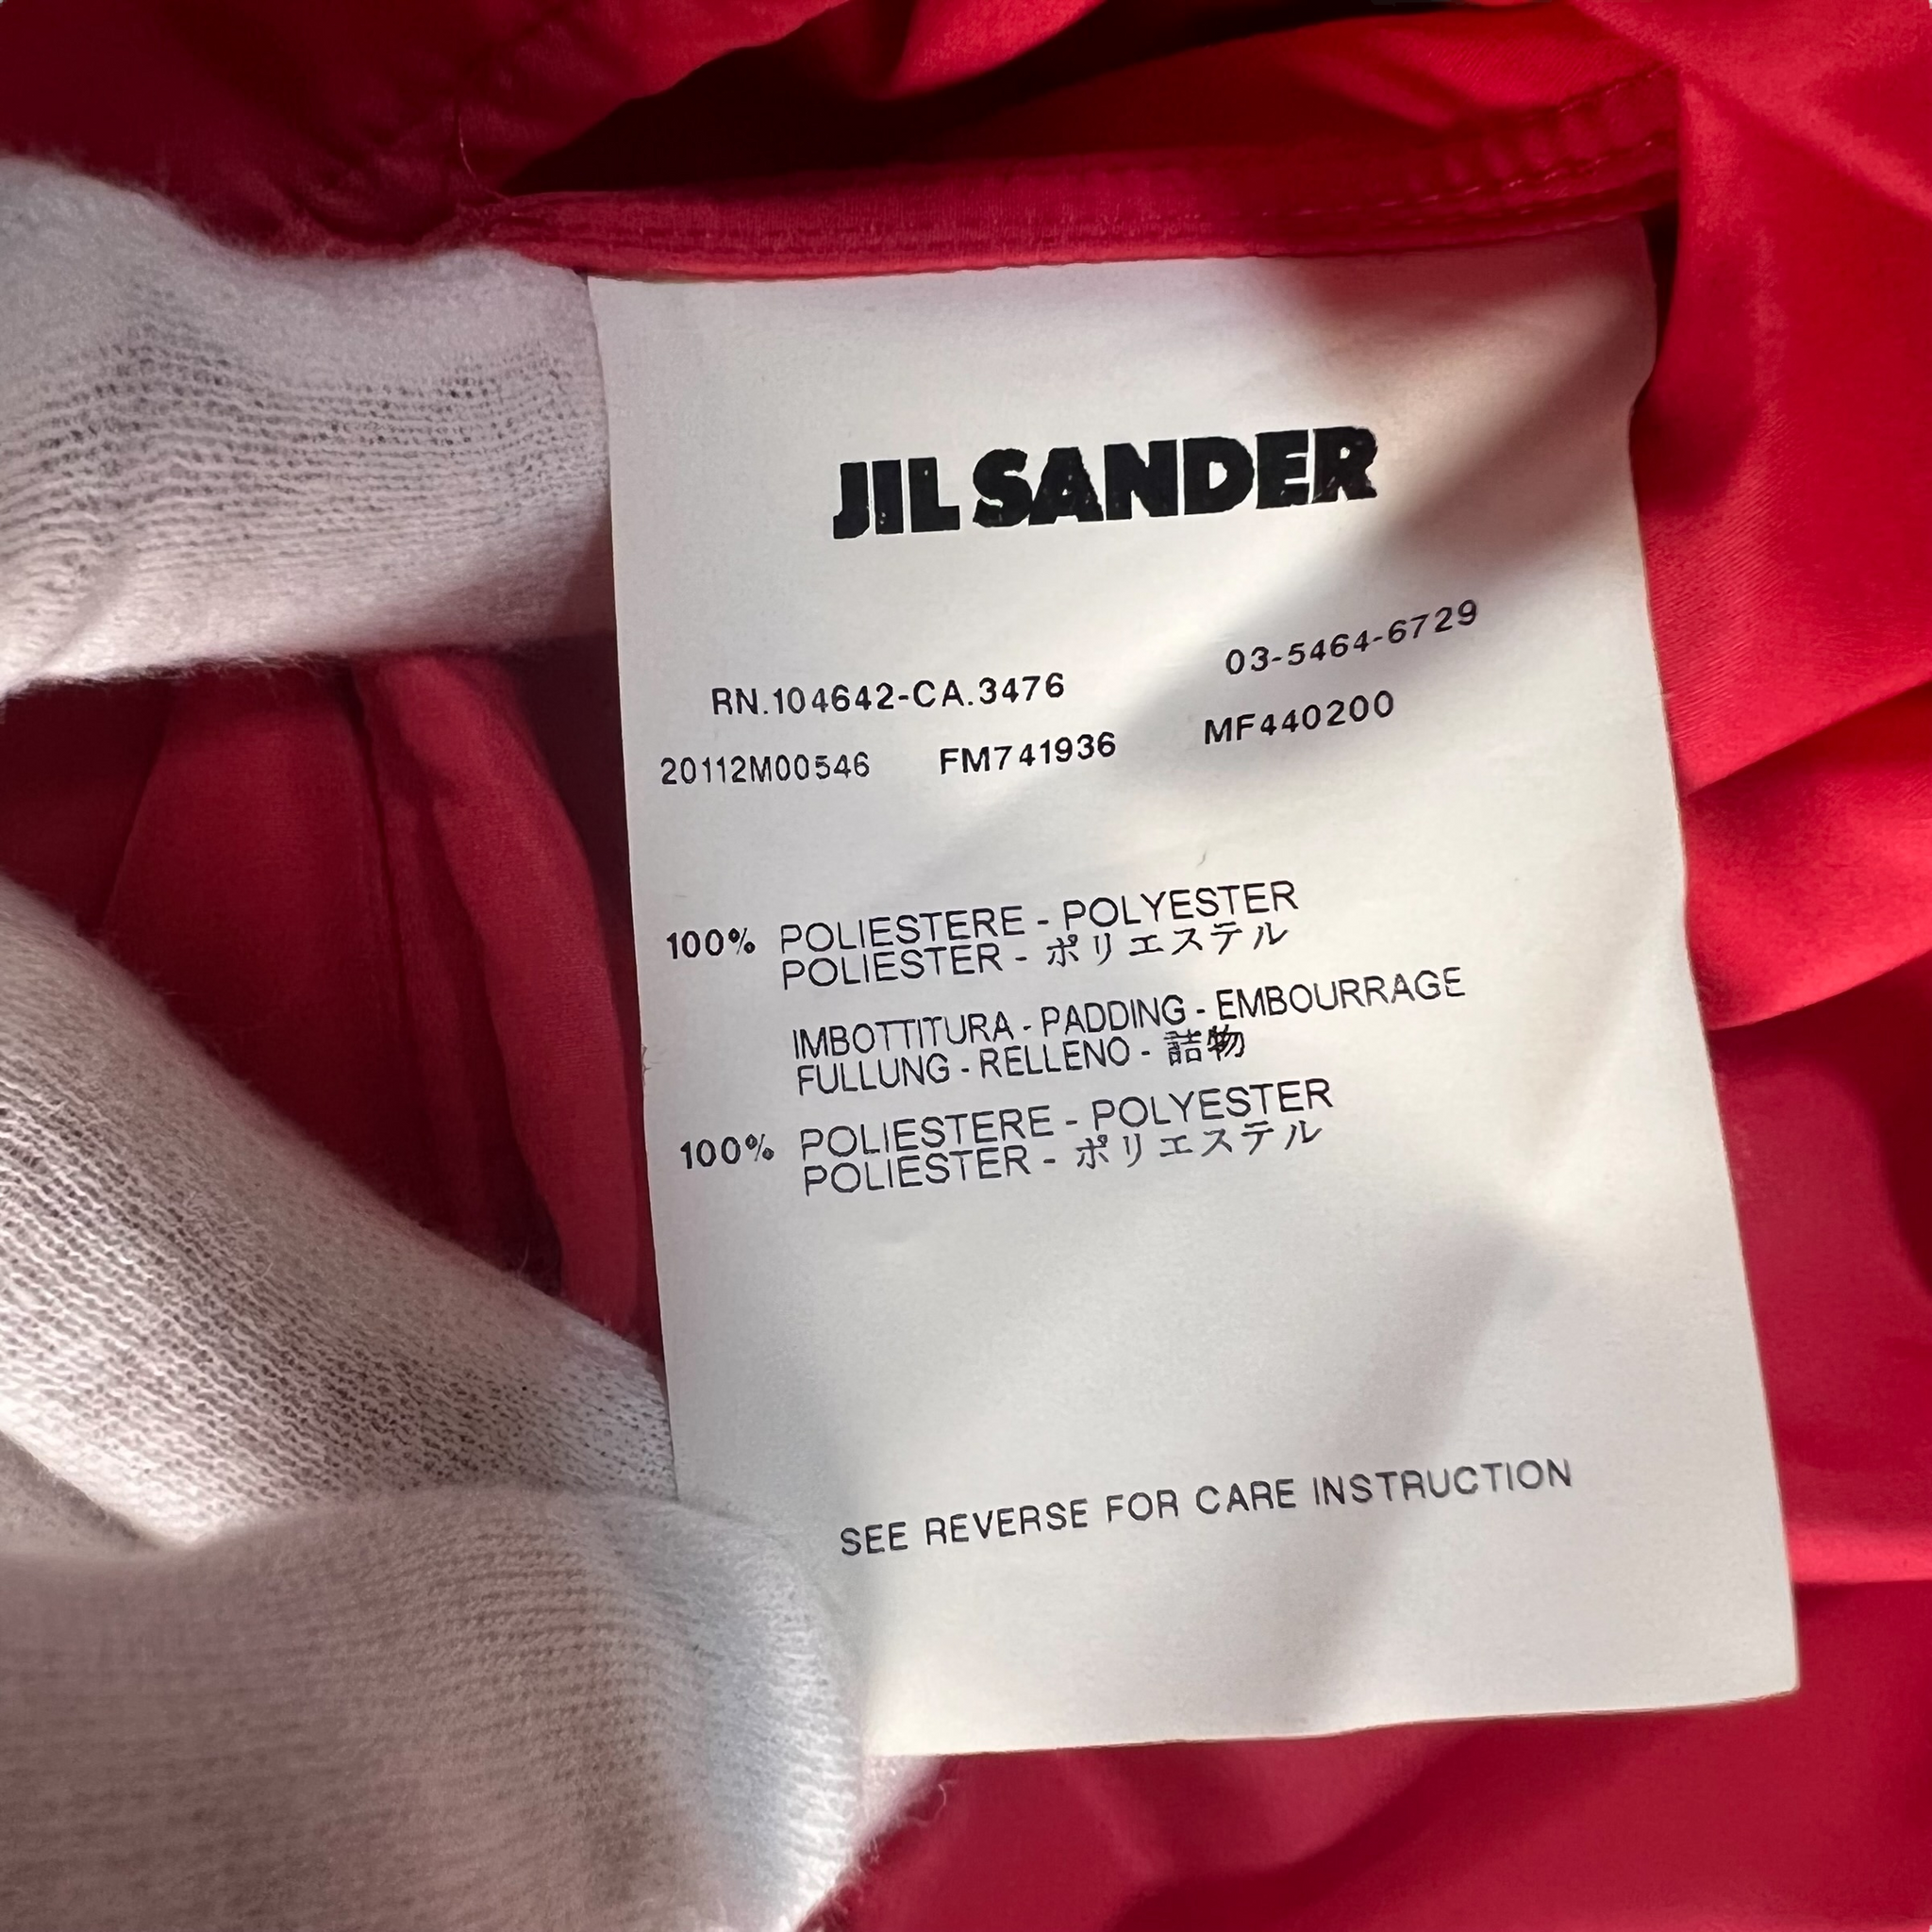 JIL SANDER
RN.104642-CA.3476 03-5464-6729
20112M00546 FM741936 MF440200
100% POLIESTERE - POLYESTER
POLIESTER - ポリエステル
IMBOTTITURA - PADDING - EMBOURRAGE
FULLUNG - RELLENO - 詰物
100% POLIESTERE - POLYESTER
POLIESTER - ポリエステル
SEE REVERSE FOR CARE INSTRUCTION